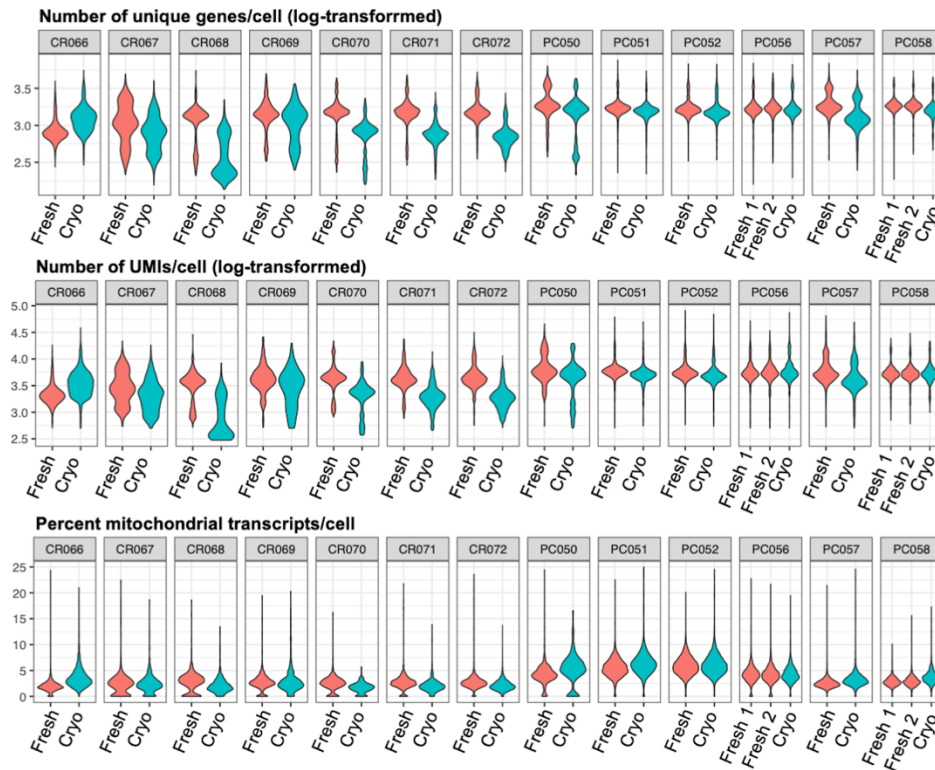 Number of unique genes/cell (log-transforrmed)
CR066 CR067 CR068 CR069 CR070 CR071 CR072 PC050 PC051 PC052 PC056 PC057 PC058
3.5
3.0
2.5
Fresh Cryo Fresh Cryo Fresh Cryo Fresh Cryo Fresh Cryo Fresh Cryo Fresh Cryo Fresh Cryo Fresh Cryo Fresh Cryo Fresh 1 Fresh 2 Cryo Fresh Cryo Fresh 1 Fresh 2 Cryo
Number of UMIs/cell (log-transforrmed)
CR066 CR067 CR068 CR069 CR070 CR071 CR072 PC050 PC051 PC052 PC056 PC057 PC058
5.0
4.5
4.0
3.5
3.0
2.5
Fresh Cryo Fresh Cryo Fresh Cryo Fresh Cryo Fresh Cryo Fresh Cryo Fresh Cryo Fresh Cryo Fresh Cryo Fresh Cryo Fresh 1 Fresh 2 Cryo Fresh Cryo Fresh 1 Fresh 2 Cryo
Percent mitochondrial transcripts/cell
CR066 CR067 CR068 CR069 CR070 CR071 CR072 PC050 PC051 PC052 PC056 PC057 PC058
25
20
15
10
5
0
Fresh Cryo Fresh Cryo Fresh Cryo Fresh Cryo Fresh Cryo Fresh Cryo Fresh Cryo Fresh Cryo Fresh Cryo Fresh Cryo Fresh 1 Fresh 2 Cryo Fresh Cryo Fresh 1 Fresh 2 Cryo